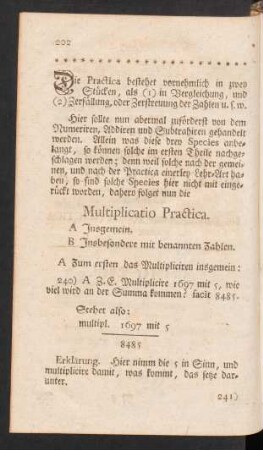 202
Die Practica bestehet vornehmlich in zwey
Stücken, als (1) in Vergleichung, und
(2) Zerfällung, oder Zerstreuung der Zahlen u. s. w.
Hier sollte nun abermal zuförderst von dem
Numeriren, Addiren und Subtrahiren gehandelt
werden. Allein was diese drey Species anbe-
langt, so können solche im ersten Theile nachge-
schlagen werden; denn weil solche nach der gemei-
nen, und nach der Practica einerley Lehr-Art ha-
ben, so sind solche Species hier nicht mit einge-
rückt worden, dahero folget nun die
Multiplicatio Practica.
A Insgemein.
B Insbesondere mit benannten Zahlen.
A Zum ersten das Multipliciren insgemein:
240) A Z. E. Multiplicire 1697 mit 5, wie
viel wird an der Summa kommen? facit 8485.
Stehet also:
multipl. 1697 mit 5
8485
Erklärung. Hier nimm die 5 in Sinn, und
multiplicire damit, was kommt, das setze dar-
unter.
241)